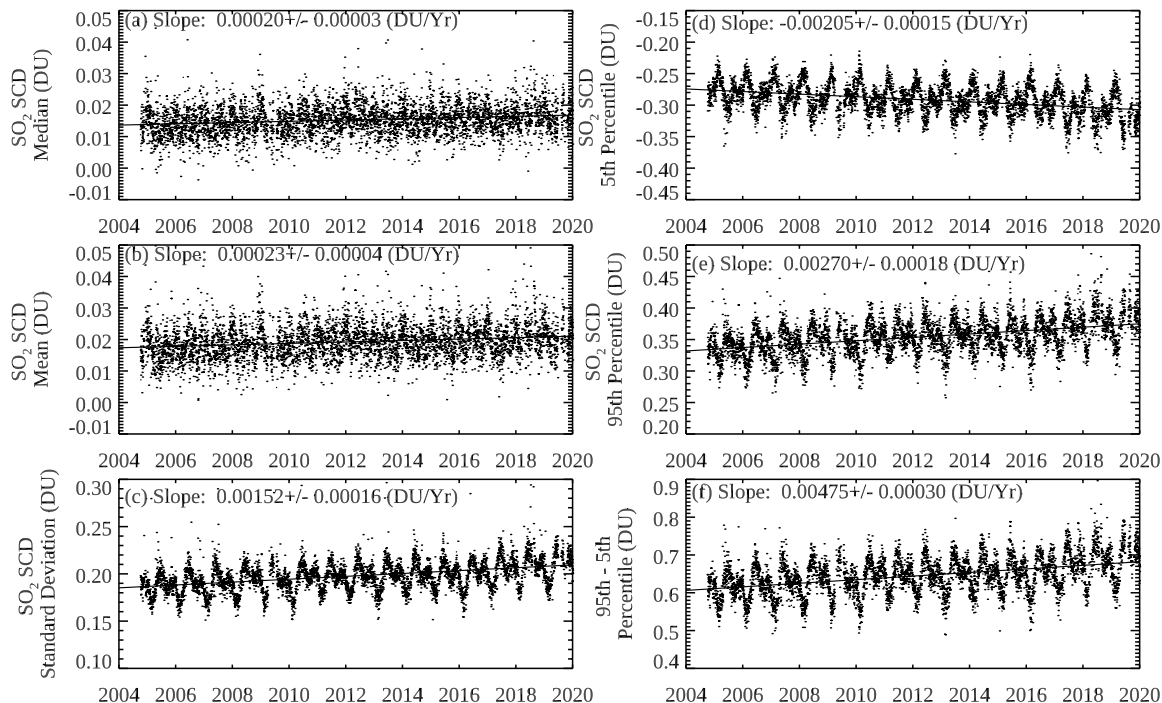 (a) Slope: 0.00020+/- 0.00003 (DU/Yr)
0.05
0.04
0.03
0.02
0.01
0.00
-0.01
SO2 SCD
Median (DU)
2004 2006 2008 2010 2012 2014 2016 2018 2020
(d) Slope: -0.00205+/- 0.00015 (DU/Yr)
-0.15
-0.20
-0.25
-0.30
-0.35
-0.40
-0.45
SO2 SCD
5th Percentile (DU)
2004 2006 2008 2010 2012 2014 2016 2018 2020
(b) Slope: 0.00023+/- 0.00004 (DU/Yr)
0.05
0.04
0.03
0.02
0.01
0.00
-0.01
SO2 SCD
Mean (DU)
2004 2006 2008 2010 2012 2014 2016 2018 2020
(e) Slope: 0.00270+/- 0.00018 (DU/Yr)
0.50
0.45
0.40
0.35
0.30
0.25
0.20
SO2 SCD
95th Percentile (DU)
2004 2006 2008 2010 2012 2014 2016 2018 2020
(c) Slope: 0.00152+/- 0.00016 (DU/Yr)
0.30
0.25
0.20
0.15
0.10
SO2 SCD
Standard Deviation (DU)
2004 2006 2008 2010 2012 2014 2016 2018 2020
(f) Slope: 0.00475+/- 0.00030 (DU/Yr)
0.9
0.8
0.7
0.6
0.5
0.4
95th - 5th
Percentile (DU)
2004 2006 2008 2010 2012 2014 2016 2018 2020